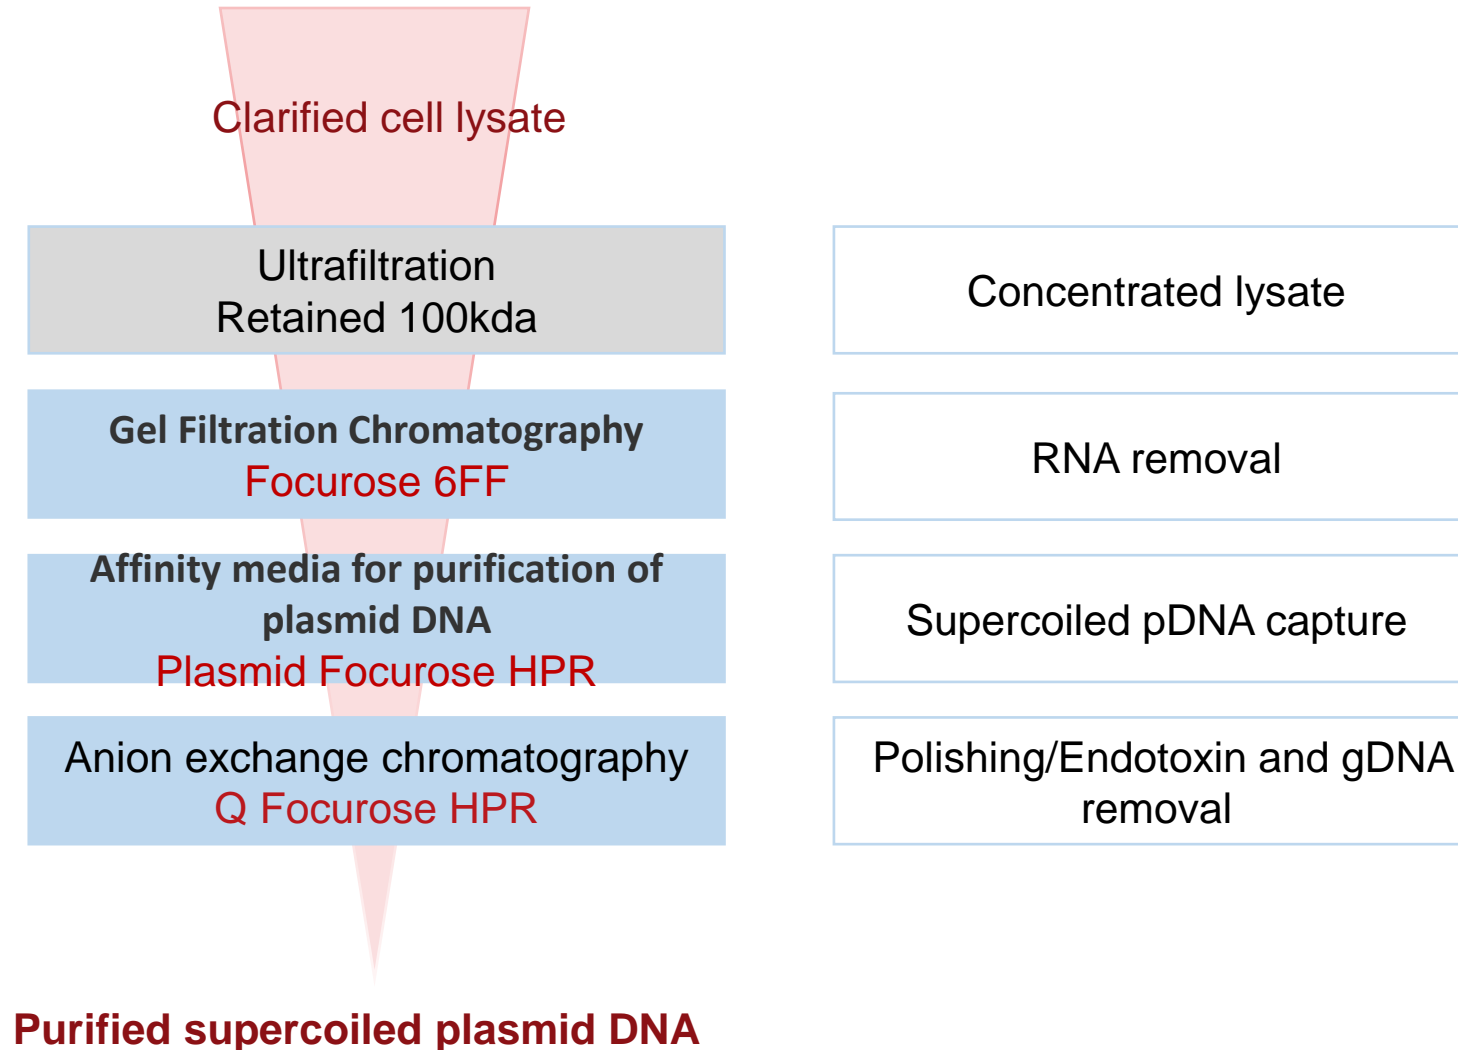 Clarified cell lysate
Ultrafiltration
Retained 100kda
Concentrated lysate
Gel Filtration Chromatography
Focurose 6FF
RNA removal
Affinity media for purification of
plasmid DNA
Plasmid Focurose HPR
Supercoiled pDNA capture
Anion exchange chromatography
Q Focurose HPR
Polishing/Endotoxin and gDNA
removal
Purified supercoiled plasmid DNA